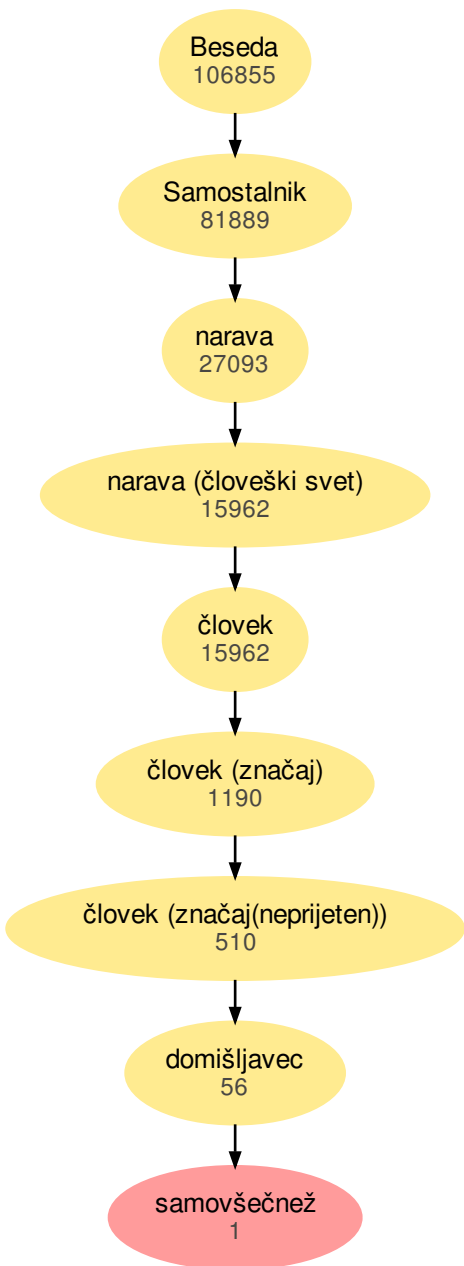 Beseda
106855
Samostalnik
81889
narava
27093
narava (človeški svet)
15962
človek
15962
človek (značaj)
1190
človek (značaj(neprijeten))
510
domišljavec
56
samovšečnež
1